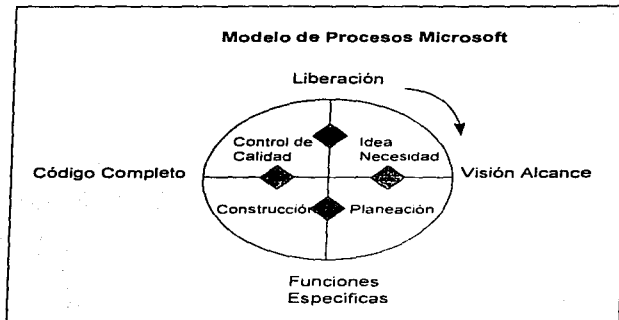 Modelo de Procesos Microsoft
Liberación
Control de
Calidad
Idea
Necesidad
Código Completo
Visión Alcance
Construcción
Planeación
Funciones
Especificas